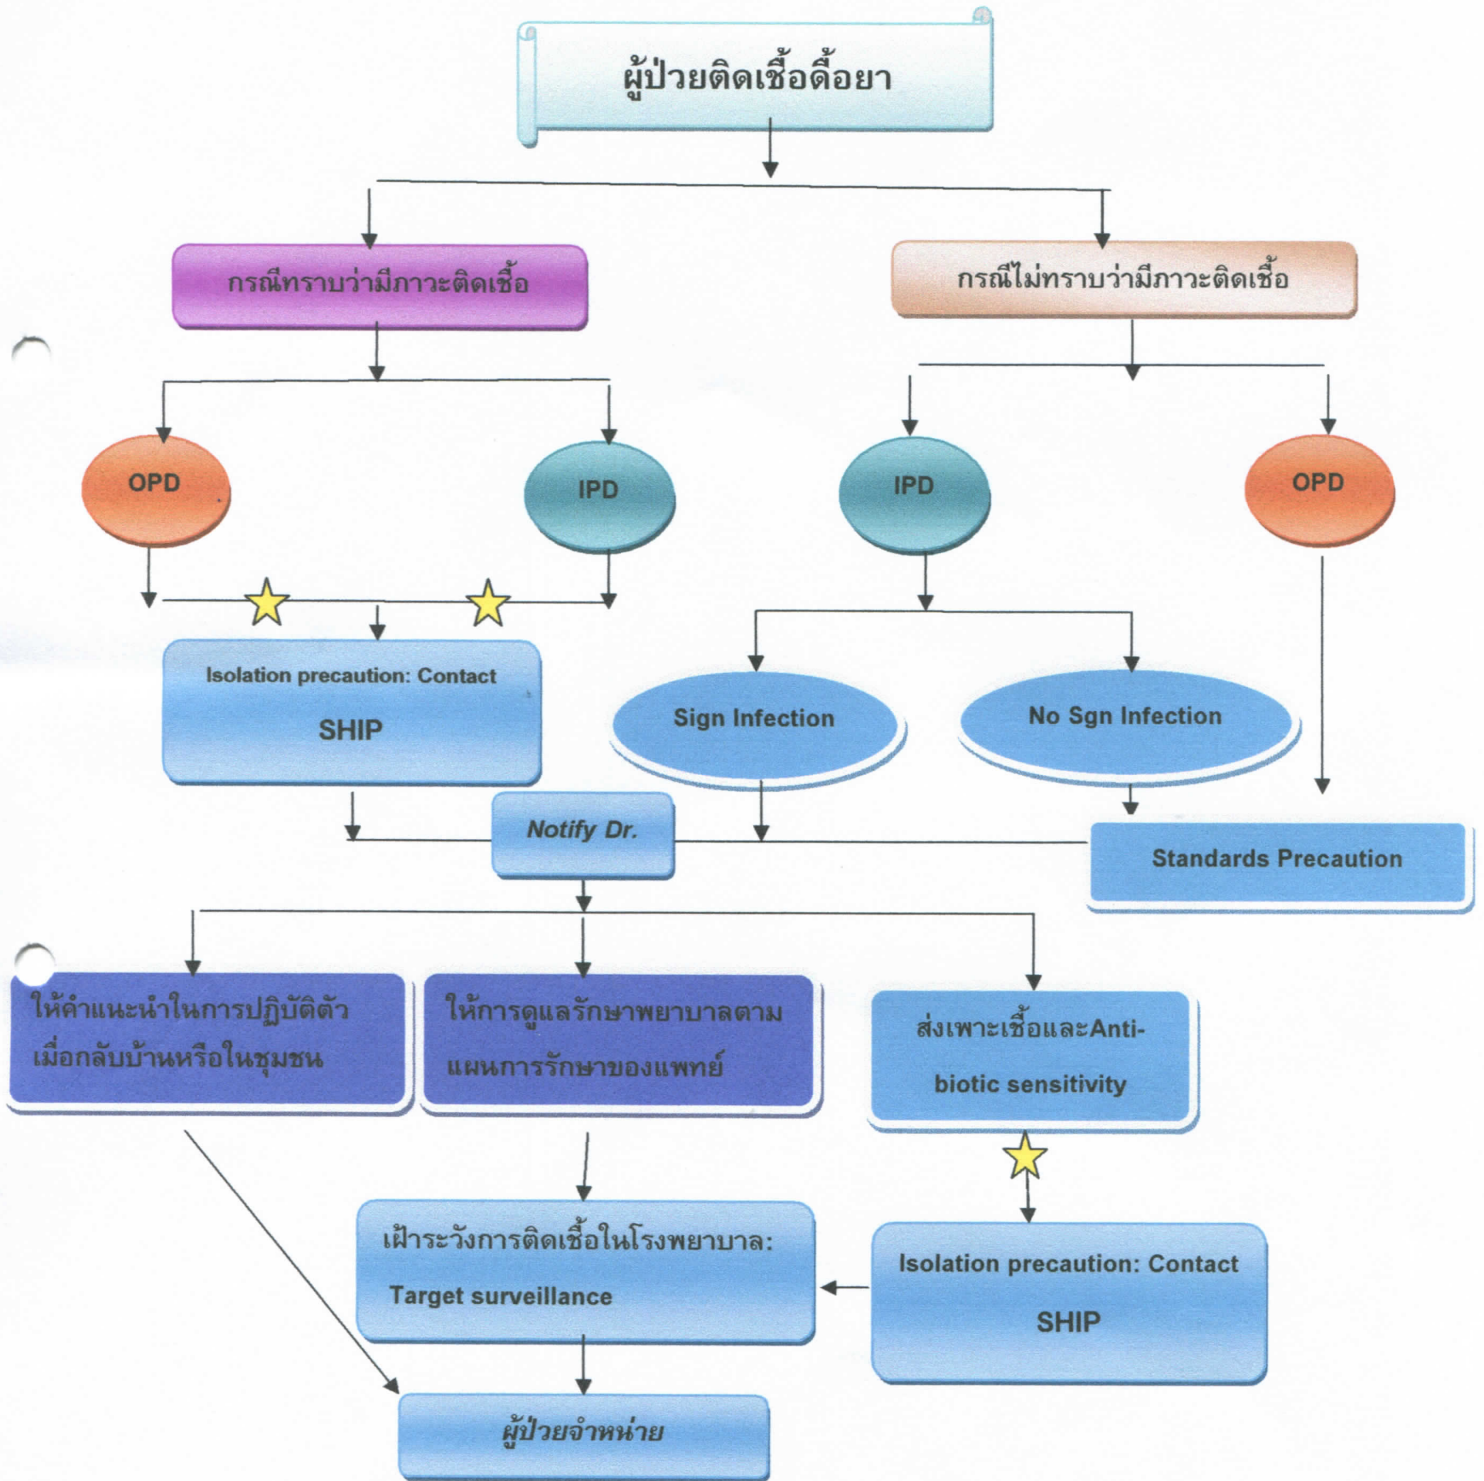 ผู้ป่วยติดเชื้อดื้อยา
กรณีทราบว่ามีภาวะติดเชื้อ
กรณีไม่ทราบว่ามีภาวะติดเชื้อ
OPD
IPD
IPD
OPD
Isolation precaution: Contact
SHIP
Sign Infection
No Sgn Infection
Notify Dr.
Standards Precaution
ให้คำแนะนำในการปฏิบัติตัว
เมื่อกลับบ้านหรือในชุมชน
ให้การดูแลรักษาพยาบาลตาม
แผนการรักษาของแพทย์
ส่งเพาะเชื้อและAnti-
biotic sensitivity
เฝ้าระวังการติดเชื้อในโรงพยาบาล:
Target surveillance
Isolation precaution: Contact
SHIP
ผู้ป่วยจำหน่าย